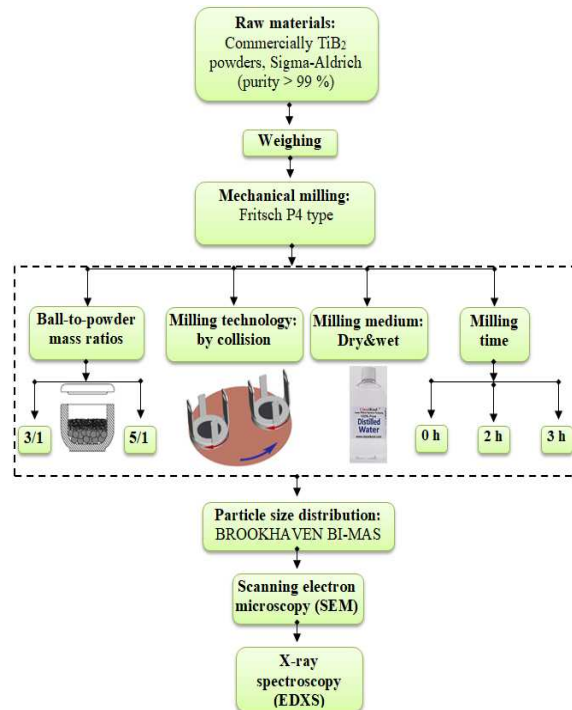 Raw materials:
Commercially TiB2
powders, Sigma-Aldrich
(purity > 99 %)
Weighing
Mechanical milling:
Fritsch P4 type
Ball-to-powder
mass ratios
Milling technology:
by collision
Milling medium:
Dry&wet
Milling
time
3/1
5/1
Distilled
Water
0 h
2 h
3 h
Particle size distribution:
BROOKHAVEN BI-MAS
Scanning electron
microscopy (SEM)
X-ray
spectroscopy
(EDXS)